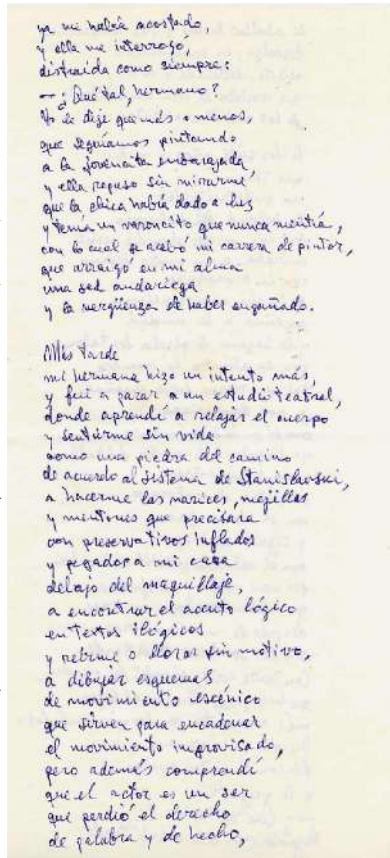 ya me había acostado,
y ella me interrogó,
distraída como siempre:
— ¿Qué tal, hermano?
Yo le dije que más o menos,
que seguíamos pintando
a la jovencita embarazada
y ella repuso sin mirarme
que la chica había dado a luz
y tenía un varoncito que nunca mentía,
con lo cual se acabó mi carrera de pintor,
que arraigó en mi alma
una sed andariega
y la vergüenza de haber engañado.
Más tarde
mi hermana hizo un intento más,
y fui a parar a un estudio teatral,
donde aprendí a relajar el cuerpo
y sentirme sin vida
como una piedra del camino
de acuerdo al sistema de Stanislavski,
a hacerme las narices, mejillas
y mentones que precisara
con preservativos inflados
y pegados a mi cara
debajo del maquillaje,
a encontrar el acento lógico
en textos ilógicos
y reírme o llorar sin motivo,
a dibujar esquemas
de movimiento escénico
que sirven para encadenar
el movimiento improvisado,
pero además comprendí
que el actor es un ser
que perdió el derecho
de palabra y de hecho,